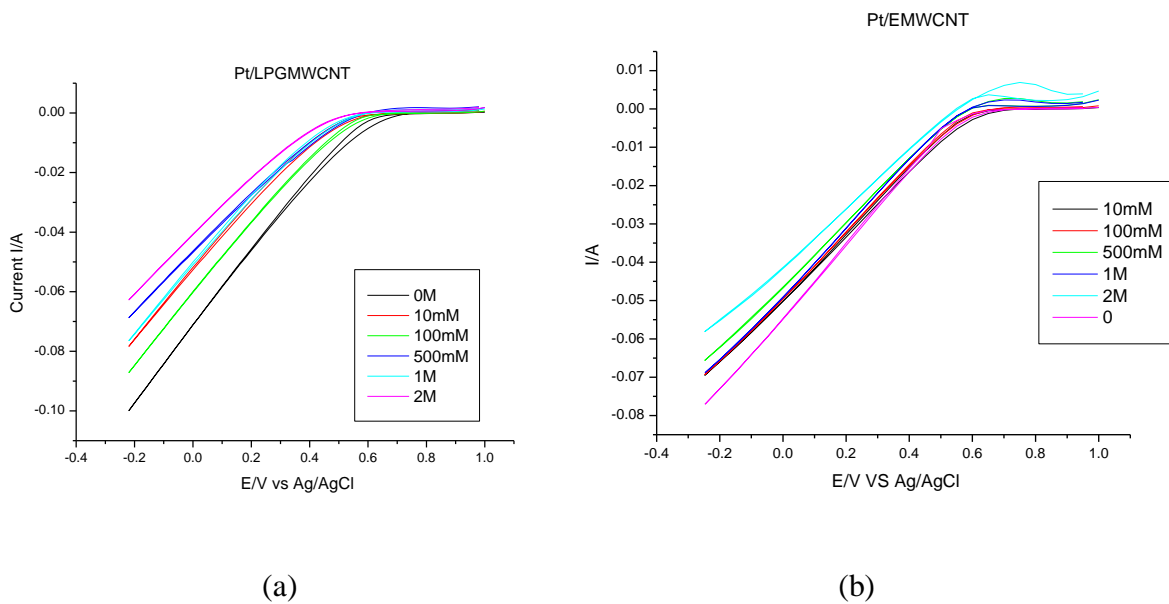 Pt/LPGMWCNT
0.00
-0.02
-0.04
-0.06
-0.08
-0.10
Current I/A
-0.4
-0.2
0.0
0.2
0.4
0.6
0.8
1.0
E/V vs Ag/AgCl
0M
10mM
100mM
500mM
1M
2M
(a)
Pt/EMWCNT
0.01
0.00
-0.01
-0.02
-0.03
-0.04
-0.05
-0.06
-0.07
-0.08
I/A
-0.4
-0.2
0.0
0.2
0.4
0.6
0.8
1.0
E/V VS Ag/AgCl
10mM
100mM
500mM
1M
2M
0
(b)